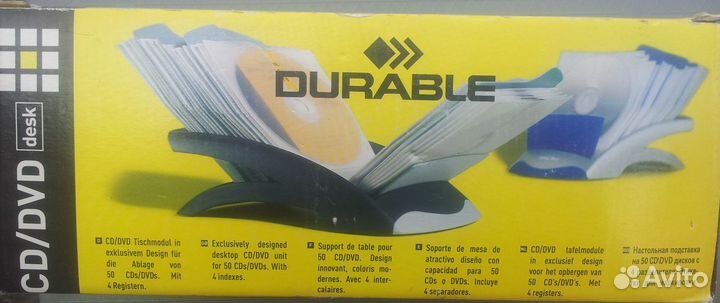 DURABLE
CD/DVD desk
D CD/DVD Tischmodul in
exklusivem Design für
die Ablage von
50 CDs/DVDs. Mit
4 Registern.
GB Exclusively designed
desktop CD/DVD unit
for 50 CDs/DVDs. With
4 indexes.
F Support de table pour
50 CD/DVD. Design
innovant, coloris mo-
dernes. Avec 4 inter-
calaires.
E Soporte de mesa de
atractivo diseño con
capacidad para 50
CDs o DVDs. Incluye
4 separadores.
NL CD/DVD tafelmodule
in exclusief design
voor het opbergen van
50 CD's/DVD's. Met
4 registers.
Настольная подставка
на 50 CD/DVD дисков с
Avito